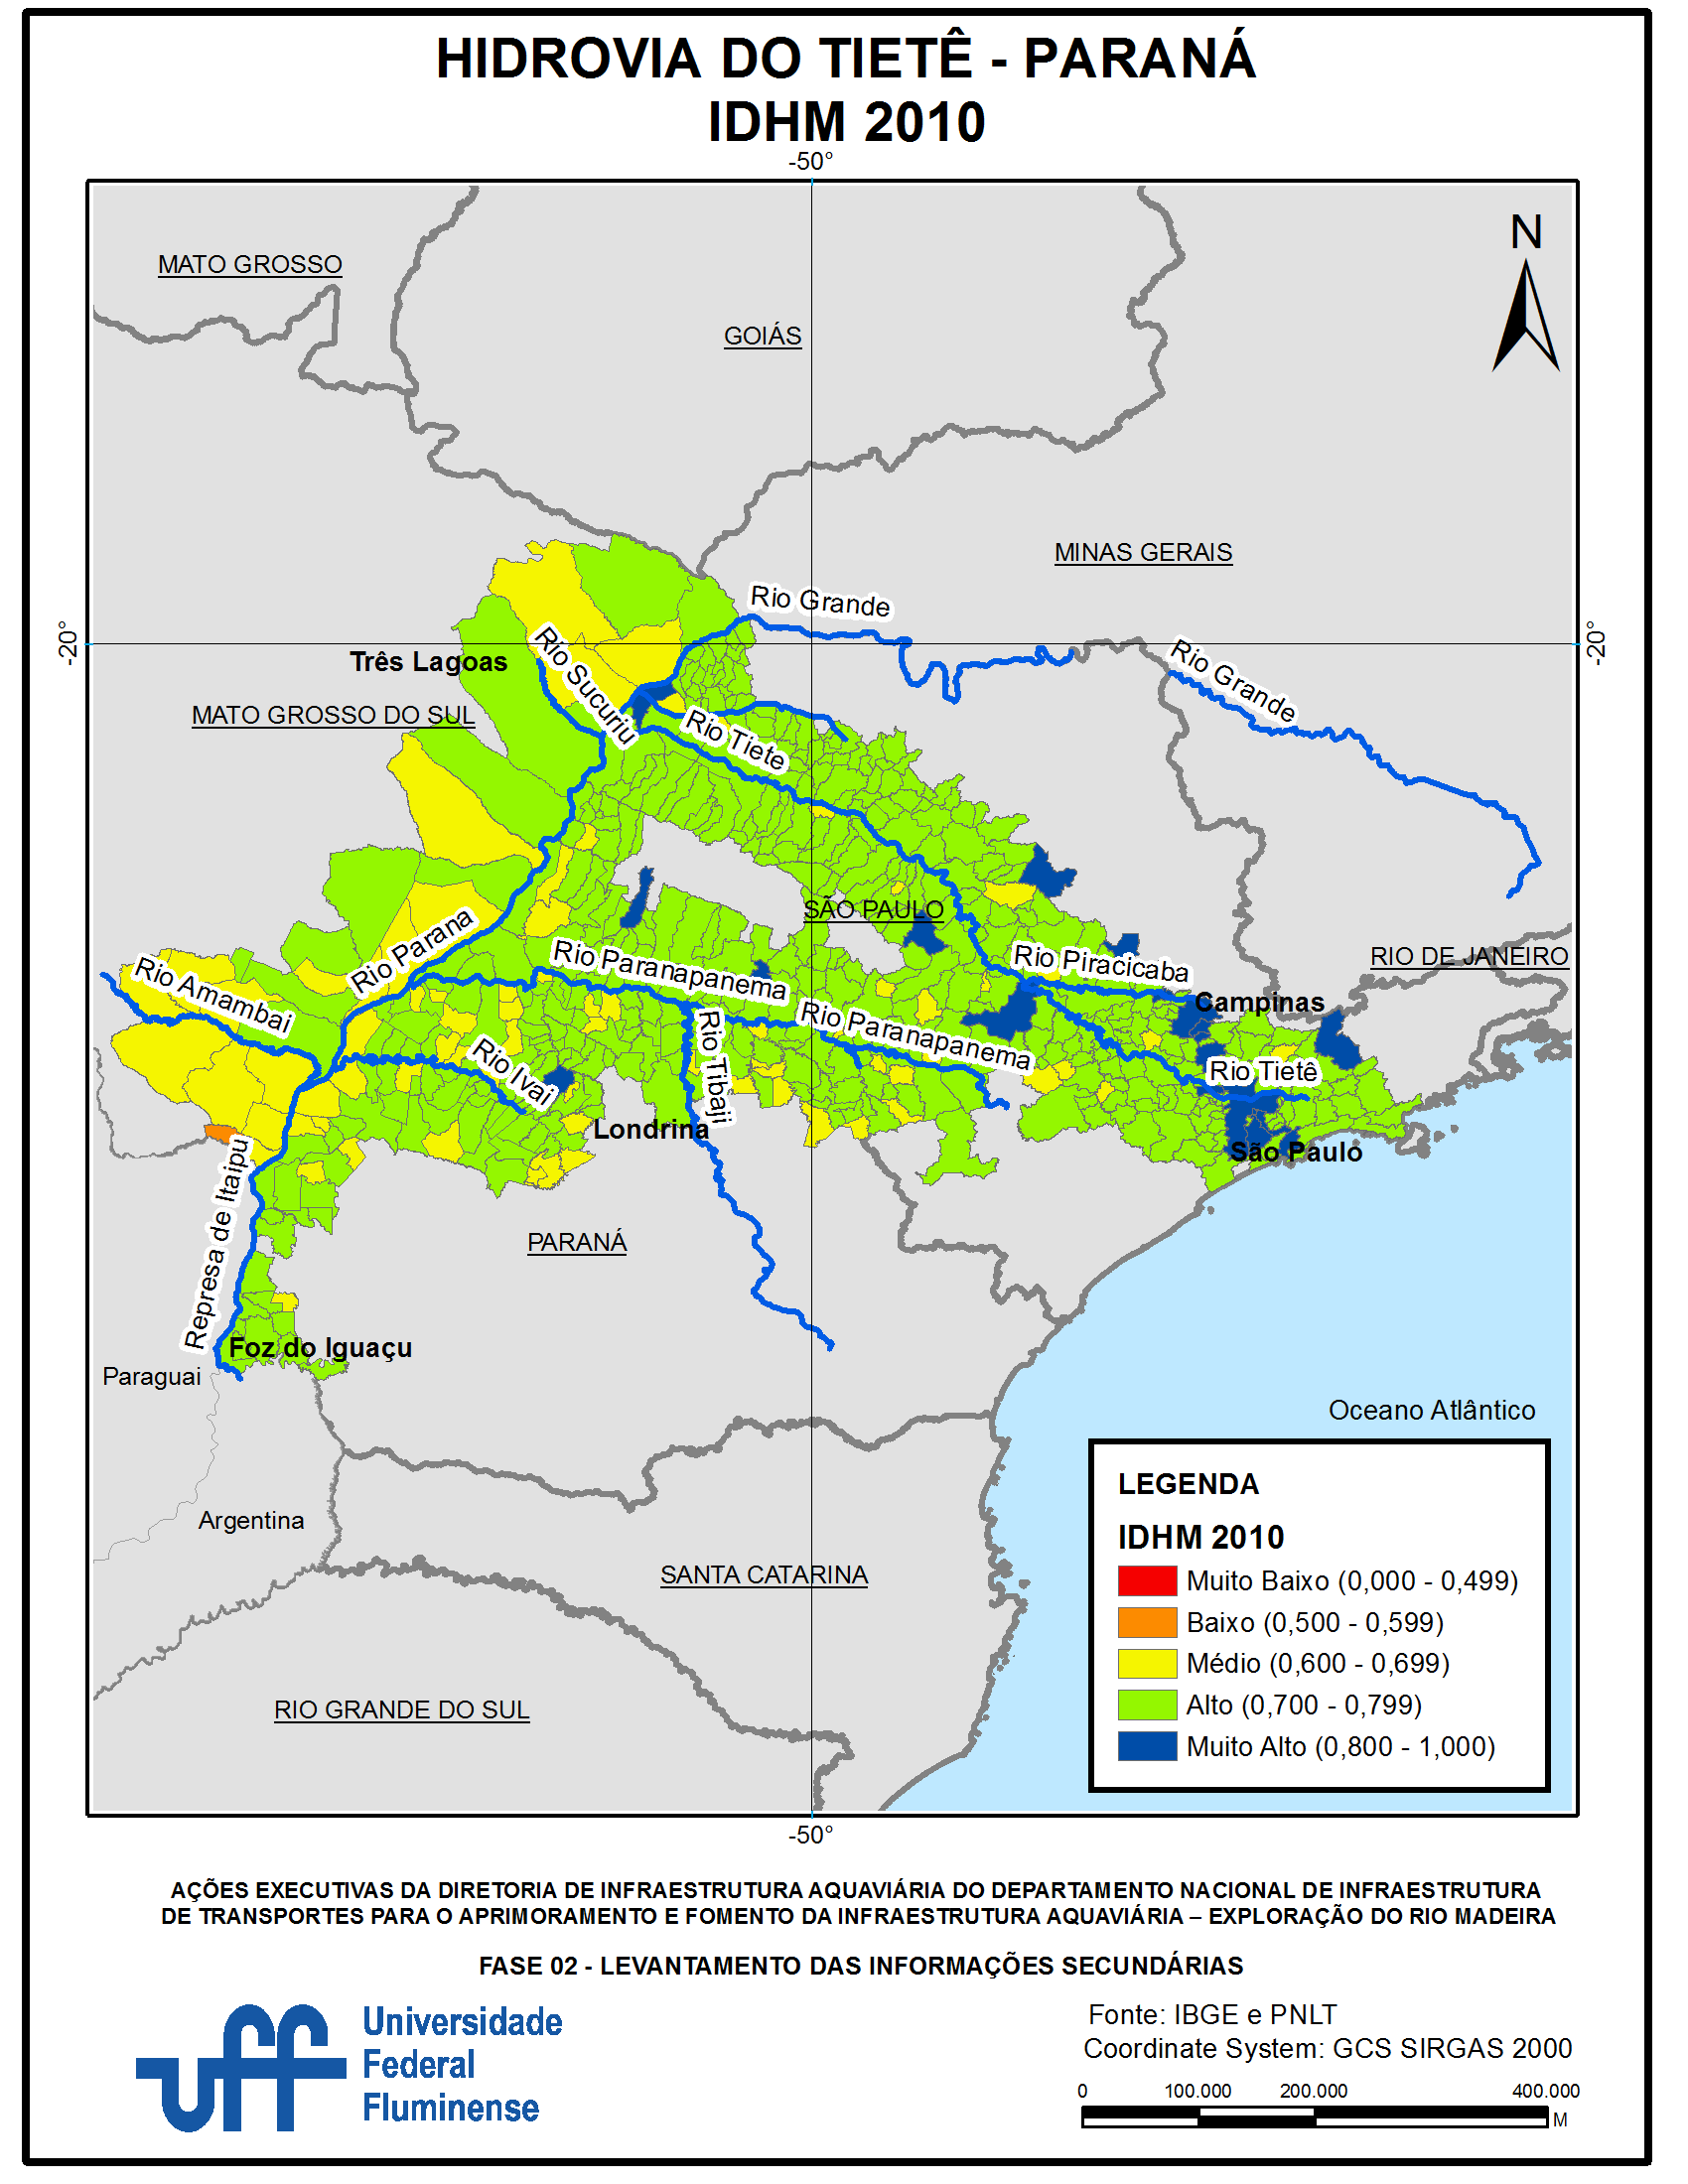 HIDROVIA DO TIETÊ - PARANÁ
IDHM 2010
-50°
N
MATO GROSSO
GOIÁS
MINAS GERAIS
Rio Grande
-20°
-20°
Três Lagoas
Rio Sucuriu
Rio Grande
MATO GROSSO DO SUL
Rio Tiete
SÃO PAULO
Rio Parana
Rio Paranapanema
Rio Piracicaba
RIO DE JANEIRO
Rio Amambai
Campinas
Rio Paranapanema
Rio Ivai
Rio Tibaji
Rio Tietê
Londrina
São Paulo
Represa de Itaipu
PARANÁ
Foz do Iguaçu
Paraguai
Oceano Atlântico
Argentina
SANTA CATARINA
RIO GRANDE DO SUL
LEGENDA
IDHM 2010
Muito Baixo (0,000 - 0,499)
Baixo (0,500 - 0,599)
Médio (0,600 - 0,699)
Alto (0,700 - 0,799)
Muito Alto (0,800 - 1,000)
-50°
AÇÕES EXECUTIVAS DA DIRETORIA DE INFRAESTRUTURA AQUAVIÁRIA DO DEPARTAMENTO NACIONAL DE INFRAESTRUTURA
DE TRANSPORTES PARA O APRIMORAMENTO E FOMENTO DA INFRAESTRUTURA AQUAVIÁRIA – EXPLORAÇÃO DO RIO MADEIRA
FASE 02 - LEVANTAMENTO DAS INFORMAÇÕES SECUNDÁRIAS
uff
Universidade
Federal
Fluminense
Fonte: IBGE e PNLT
Coordinate System: GCS SIRGAS 2000
0 100.000 200.000 400.000
M